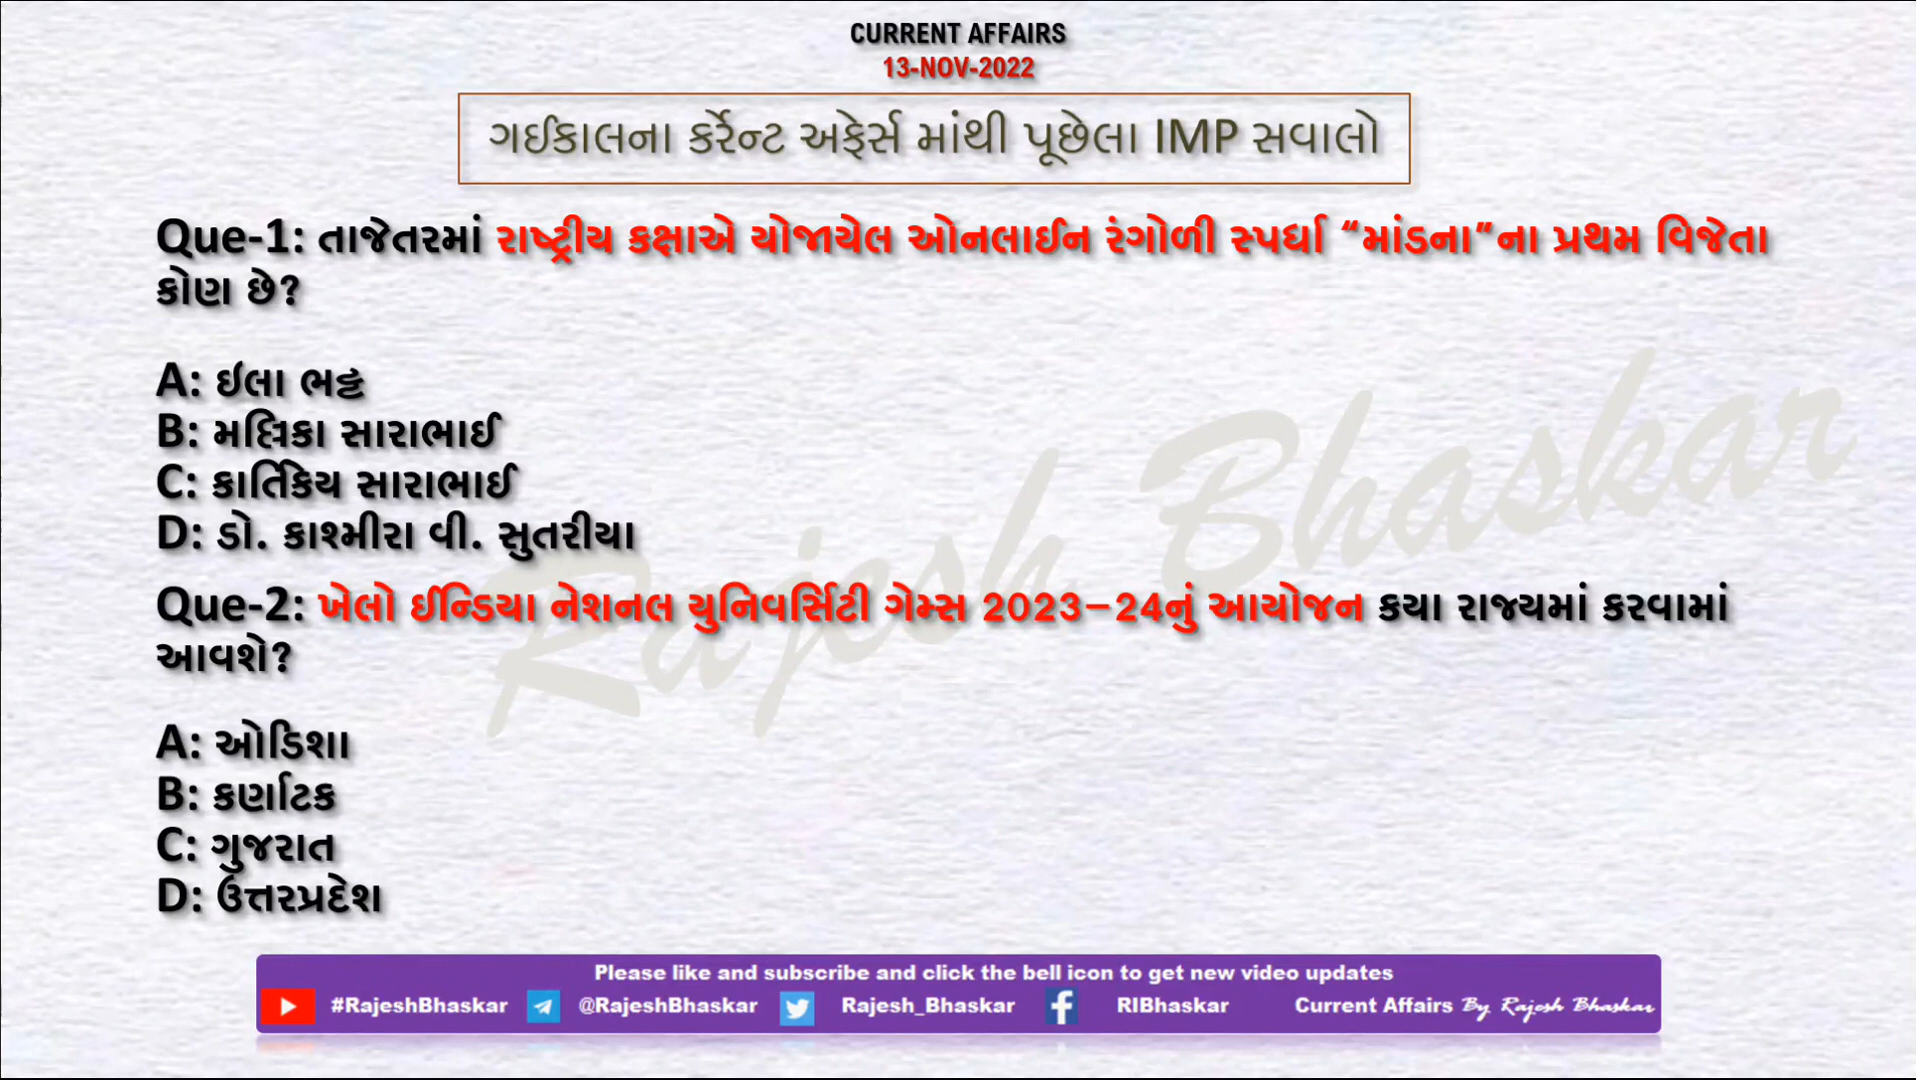 CURRENT AFFAIRS
13-NOV-2022
ગઈકાલના કર્રેન્ટ અફેર્સ માંથી પૂછેલા IMP સવાલો
Que-1: તાજેતરમાં રાષ્ટ્રીય કક્ષાએ યોજાયેલ ઓનલાઈન રંગોળી સ્પર્ધા “માંડના”ના પ્રથમ વિજેતા
કોણ છે?
A: ઈલા ભટ્ટ
B: મલ્લિકા સારાભાઈ
C: કાર્તિકિય સારાભાઈ
D: ડો. કાશ્મીરા વી. સુતરીયા
Que-2: ખેલો ઈન્ડિયા નેશનલ યુનિવર્સિટી ગેમ્સ 2023–24નું આયોજન કયા રાજ્યમાં કરવામાં
આવશે?
A: ઓડિશા
B: કર્ણાટક
C: ગુજરાત
D: ઉત્તરપ્રદેશ
Rajesh Bhaskar
Please like and subscribe and click the bell icon to get new video updates
#RajeshBhaskar @RajeshBhaskar Rajesh_Bhaskar RIBhaskar Current Affairs By Rajesh Bhaskar